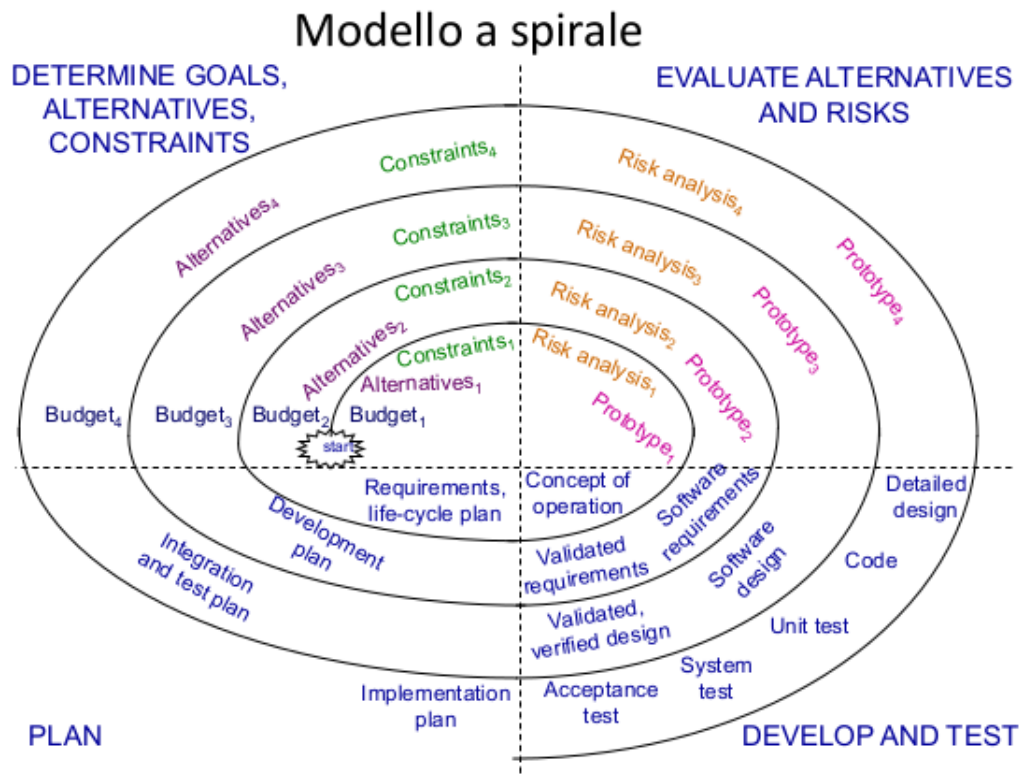 Modello a spirale
DETERMINE GOALS,
ALTERNATIVES,
CONSTRAINTS
EVALUATE ALTERNATIVES
AND RISKS
Constraints₄
Alternatives₄
Constraints₃
Alternatives₃
Constraints₂
Alternatives₂
Constraints₁
Alternatives₁
Budget₄
Budget₃
Budget₂
Budget₁
start
Risk analysis₄
Risk analysis₃
Risk analysis₂
Risk analysis₁
Prototype₄
Prototype₃
Prototype₂
Prototype₁
Requirements,
life-cycle plan
Concept of
operation
Development
plan
Software
requirements
Validated
requirements
Integration
and test plan
Software
design
Validated,
verified design
Detailed
design
Code
Unit test
System
test
Acceptance
test
Implementation
plan
PLAN
DEVELOP AND TEST